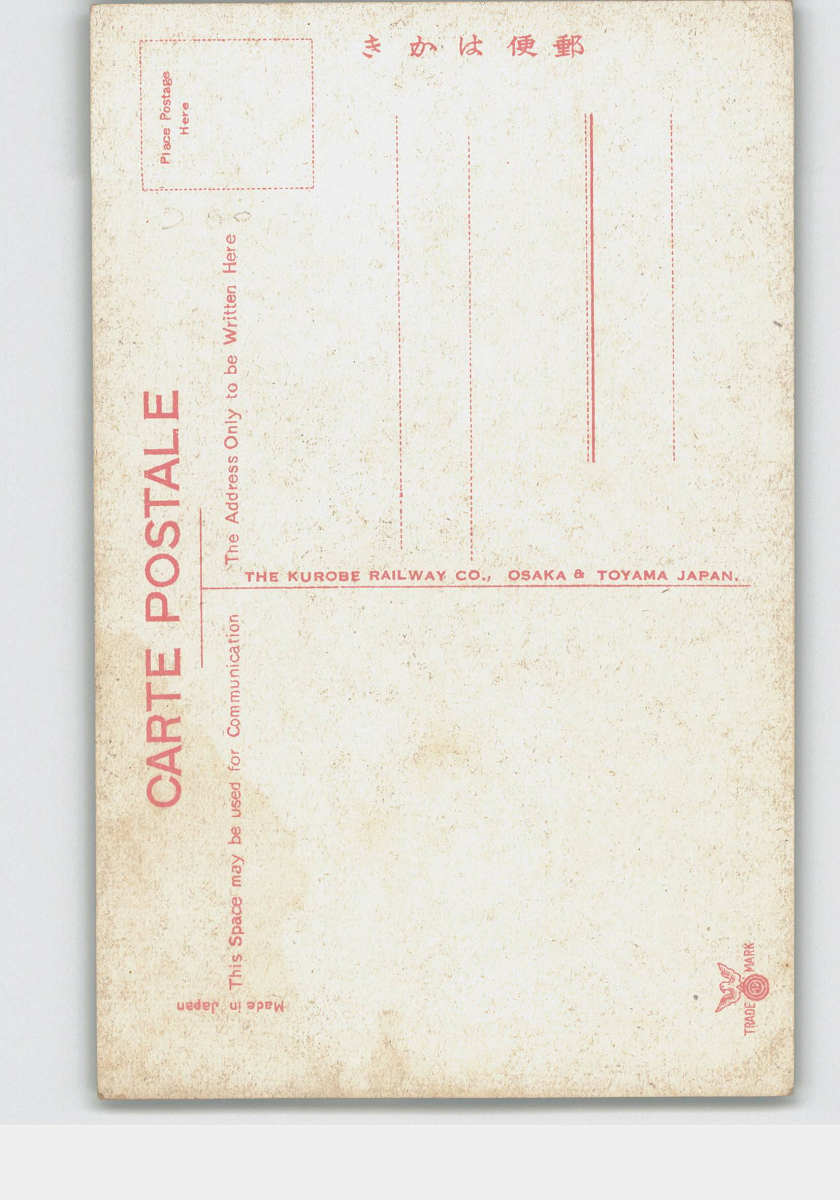 郵便はかき
Place Postage
Here
CARTE POSTALE
The Address Only to be Written Here
THE KUROBE RAILWAY CO., OSAKA & TOYAMA JAPAN.
This Space may be used for Communication
Made in Japan
TRADE MARK